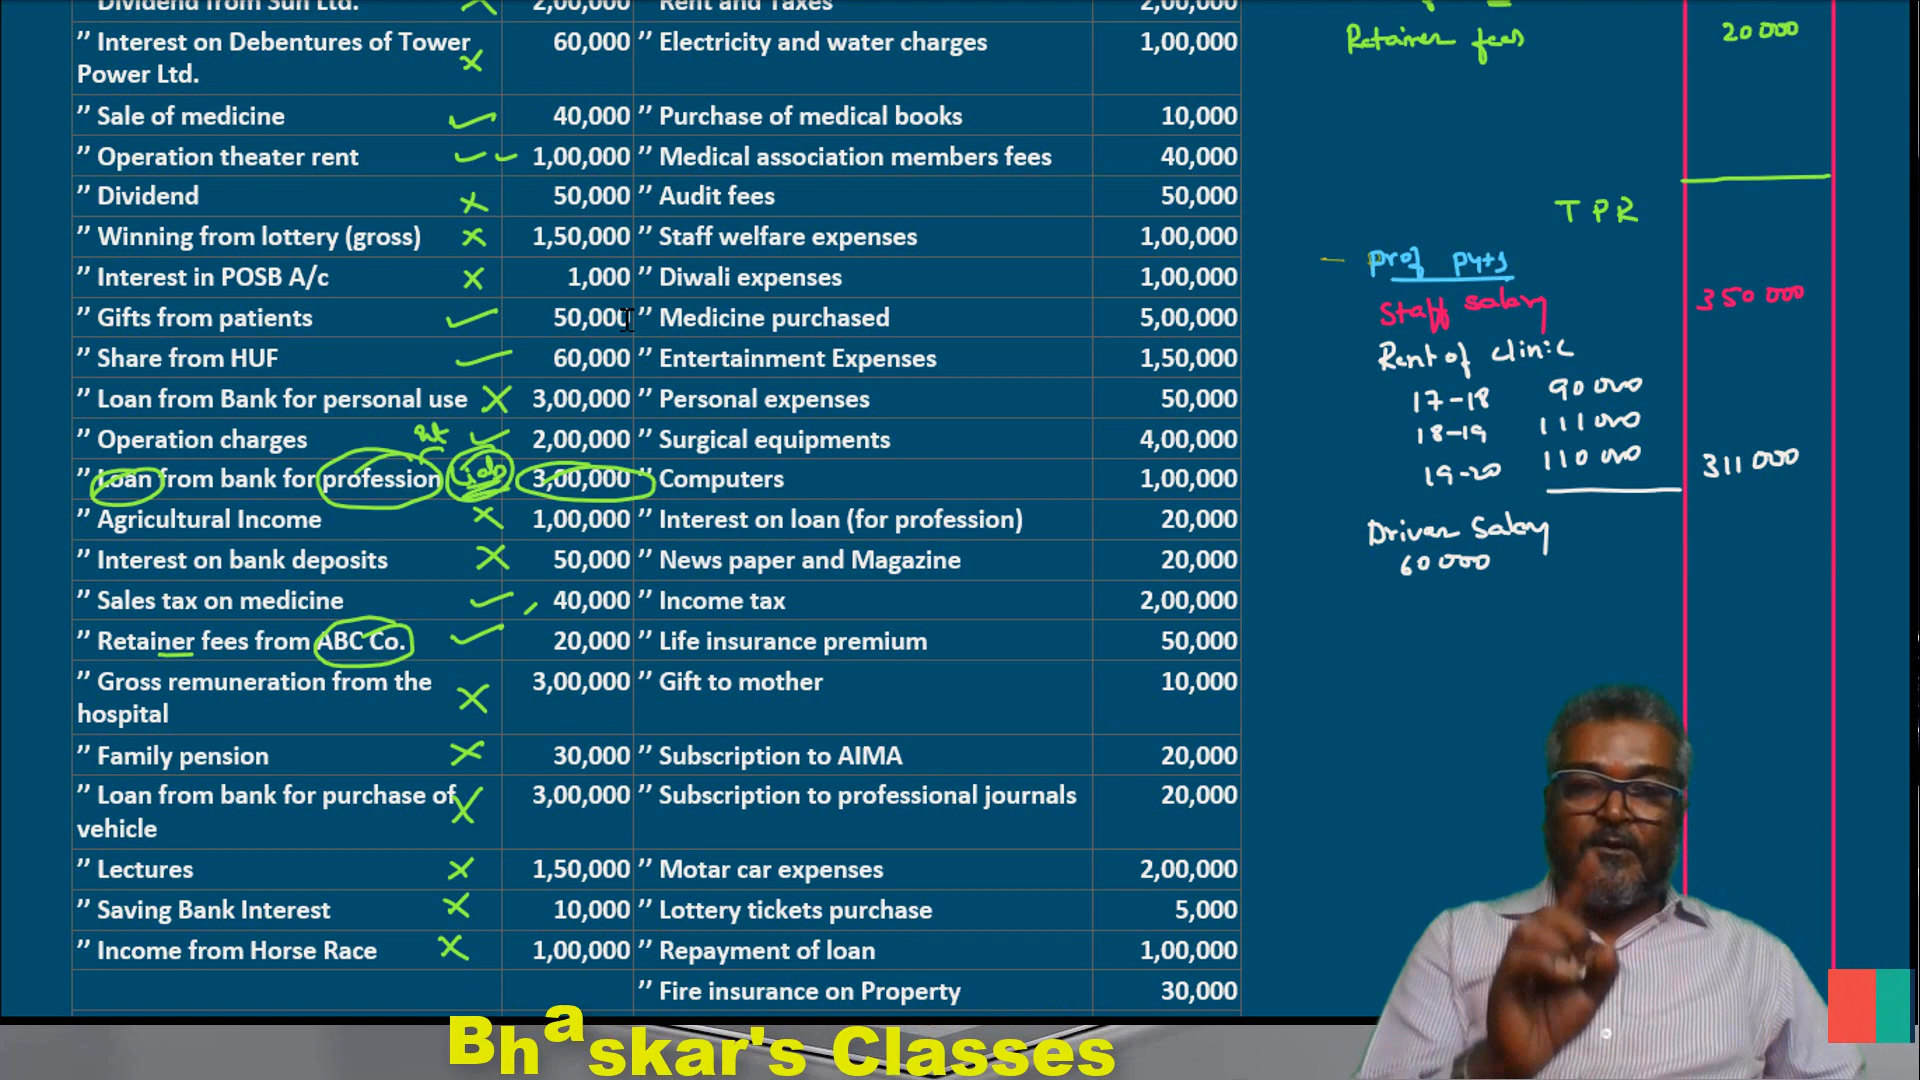 Dividend from Sun Ltd. 2,00,000 Rent and Taxes 2,00,000
” Interest on Debentures of Tower 60,000 ” Electricity and water charges 1,00,000
Power Ltd.
” Sale of medicine 40,000 ” Purchase of medical books 10,000
” Operation theater rent 1,00,000 ” Medical association members fees 40,000
” Dividend 50,000 ” Audit fees 50,000
” Winning from lottery (gross) 1,50,000 ” Staff welfare expenses 1,00,000
” Interest in POSB A/c 1,000 ” Diwali expenses 1,00,000
” Gifts from patients 50,000 ” Medicine purchased 5,00,000
” Share from HUF 60,000 ” Entertainment Expenses 1,50,000
” Loan from Bank for personal use 3,00,000 ” Personal expenses 50,000
” Operation charges 2,00,000 ” Surgical equipments 4,00,000
” Loan from bank for profession 3,00,000 ” Computers 1,00,000
” Agricultural Income 1,00,000 ” Interest on loan (for profession) 20,000
” Interest on bank deposits 50,000 ” News paper and Magazine 20,000
” Sales tax on medicine 40,000 ” Income tax 2,00,000
” Retainer fees from ABC Co. 20,000 ” Life insurance premium 50,000
” Gross remuneration from the 3,00,000 ” Gift to mother 10,000
hospital
” Family pension 30,000 ” Subscription to AIMA 20,000
” Loan from bank for purchase of 3,00,000 ” Subscription to professional journals 20,000
vehicle
” Lectures 1,50,000 ” Motar car expenses 2,00,000
” Saving Bank Interest 10,000 ” Lottery tickets purchase 5,000
” Income from Horse Race 1,00,000 ” Repayment of loan 1,00,000
” Fire insurance on Property 30,000
Retainer fees 20000
TPR
Prof Pyts
Staff salary 350000
Rent of clinic
17-18 90000
18-19 111000
19-20 110000 311000
Driver Salary
60000
Bhaskar's Classes